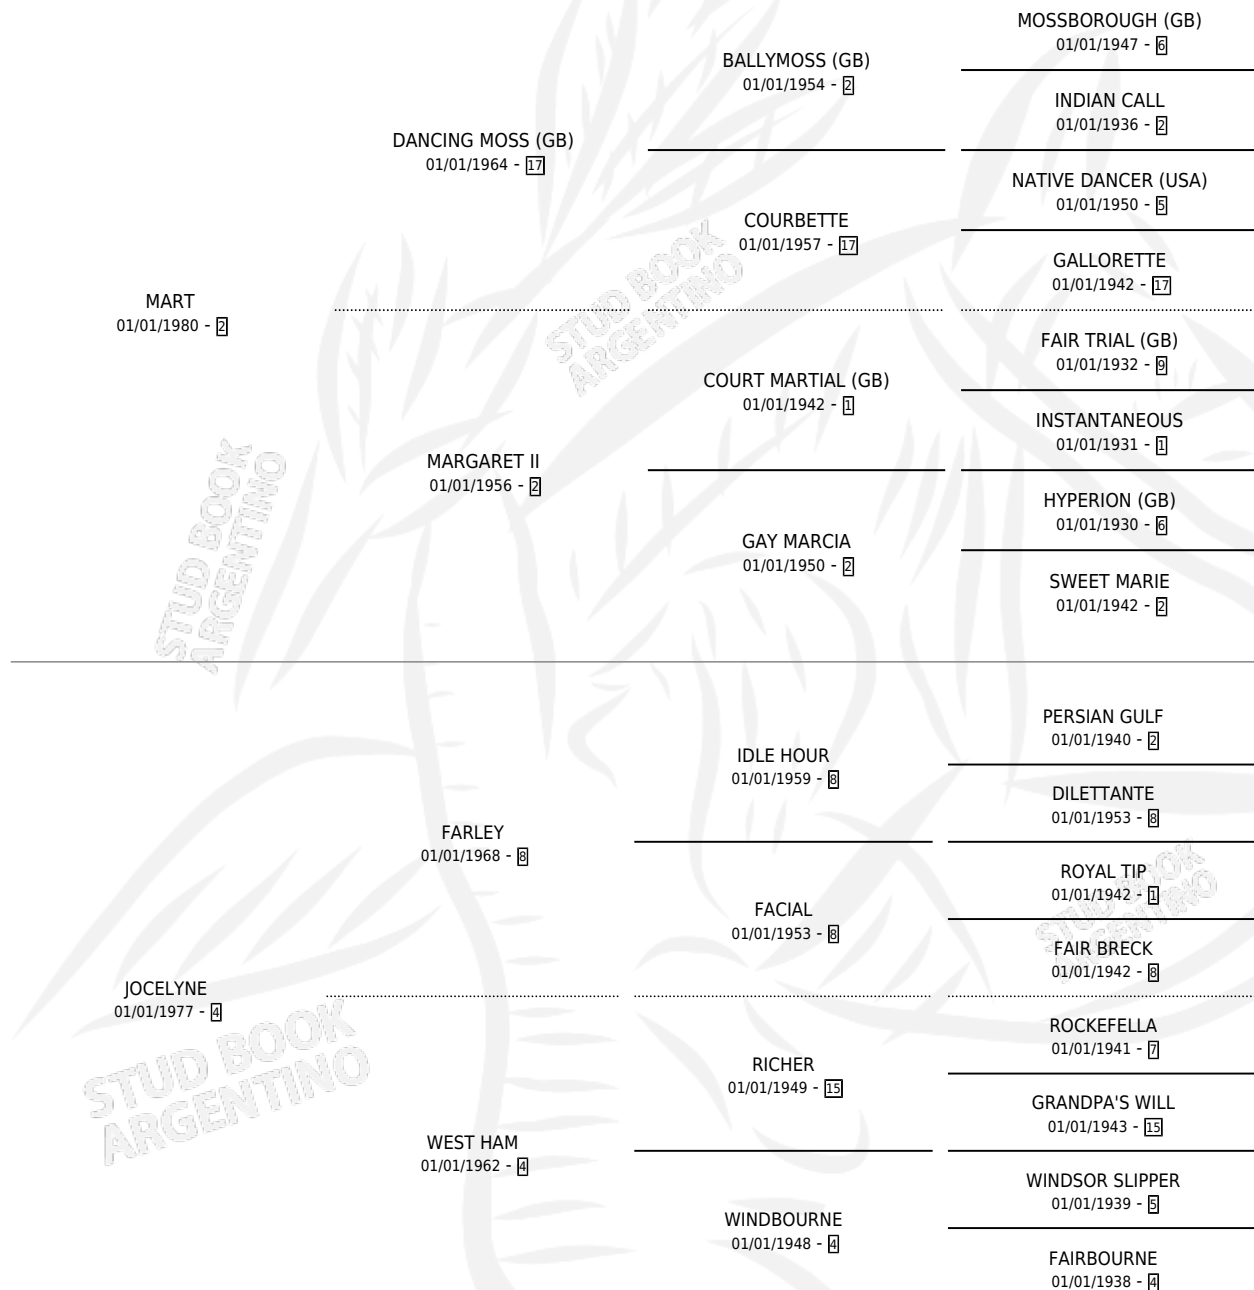 MOSSBOROUGH (GB)
01/01/1947 - 6
BALLYMOSS (GB)
01/01/1954 - 2
INDIAN CALL
01/01/1936 - 2
DANCING MOSS (GB)
01/01/1964 - 17
NATIVE DANCER (USA)
01/01/1950 - 5
COURBETTE
01/01/1957 - 17
GALLORETTE
01/01/1942 - 17
MART
01/01/1980 - 2
STUD BOOK
ARGENTINO
FAIR TRIAL (GB)
01/01/1932 - 9
COURT MARTIAL (GB)
01/01/1942 - 1
INSTANTANEOUS
01/01/1931 - 1
MARGARET II
01/01/1956 - 2
HYPERION (GB)
01/01/1930 - 6
GAY MARCIA
01/01/1950 - 2
SWEET MARIE
01/01/1942 - 2
STUD BOOK
ARGENTINO
PERSIAN GULF
01/01/1940 - 2
IDLE HOUR
01/01/1959 - 8
DILETTANTE
01/01/1953 - 8
FARLEY
01/01/1968 - 8
ROYAL TIP
01/01/1942 - 1
FACIAL
01/01/1953 - 8
STUD BOOK
ARGENTINO
FAIR BRECK
01/01/1942 - 8
JOCELYNE
01/01/1977 - 4
STUD BOOK
ARGENTINO
ROCKEFELLA
01/01/1941 - 7
RICHER
01/01/1949 - 15
GRANDPA'S WILL
01/01/1943 - 15
WEST HAM
01/01/1962 - 4
WINDSOR SLIPPER
01/01/1939 - 5
WINDBOURNE
01/01/1948 - 4
FAIRBOURNE
01/01/1938 - 4